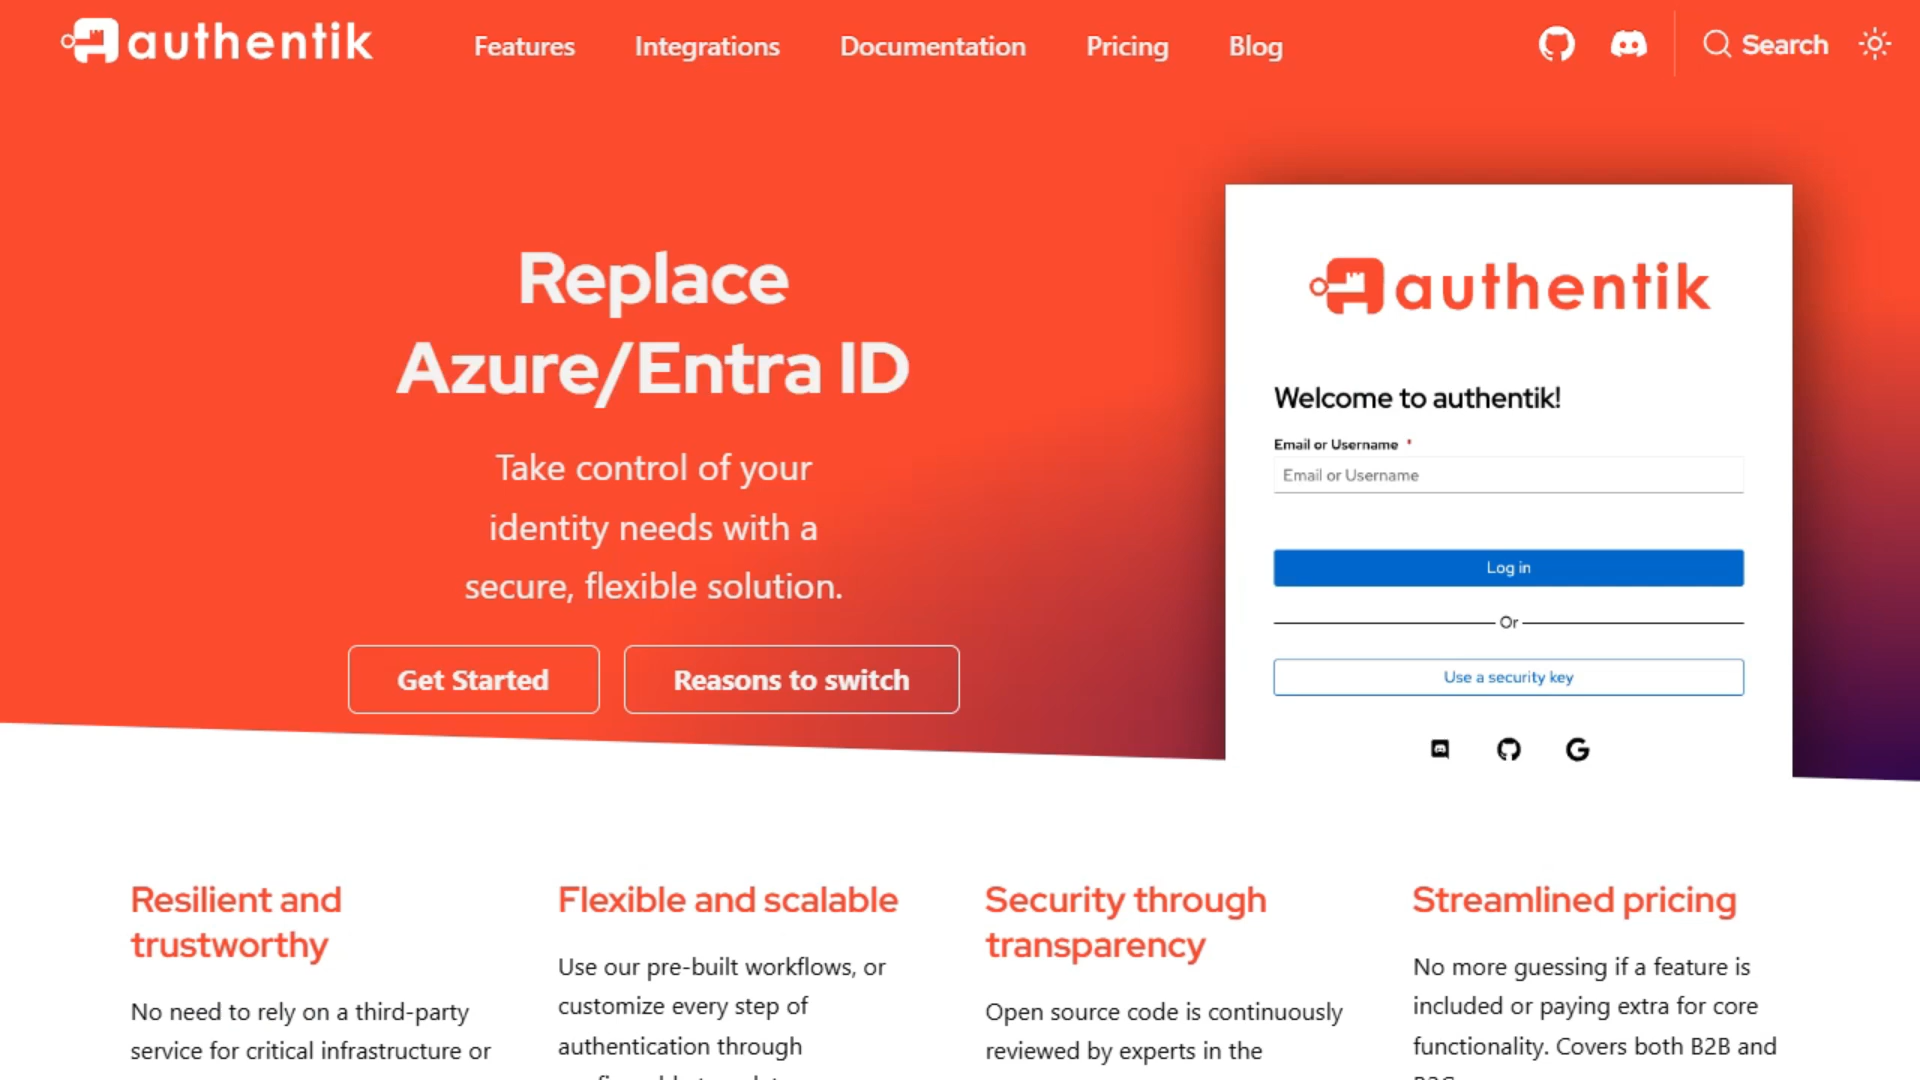 authentik
Features
Integrations
Documentation
Pricing
Blog
Search
Replace
Azure/Entra ID
Take control of your
identity needs with a
secure, flexible solution.
Get Started
Reasons to switch
authentik
Welcome to authentik!
Email or Username *
Email or Username
Log in
Or
Use a security key
Resilient and
trustworthy
No need to rely on a third-party
service for critical infrastructure or
Flexible and scalable
Use our pre-built workflows, or
customize every step of
authentication through
Security through
transparency
Open source code is continuously
reviewed by experts in the
Streamlined pricing
No more guessing if a feature is
included or paying extra for core
functionality. Covers both B2B and